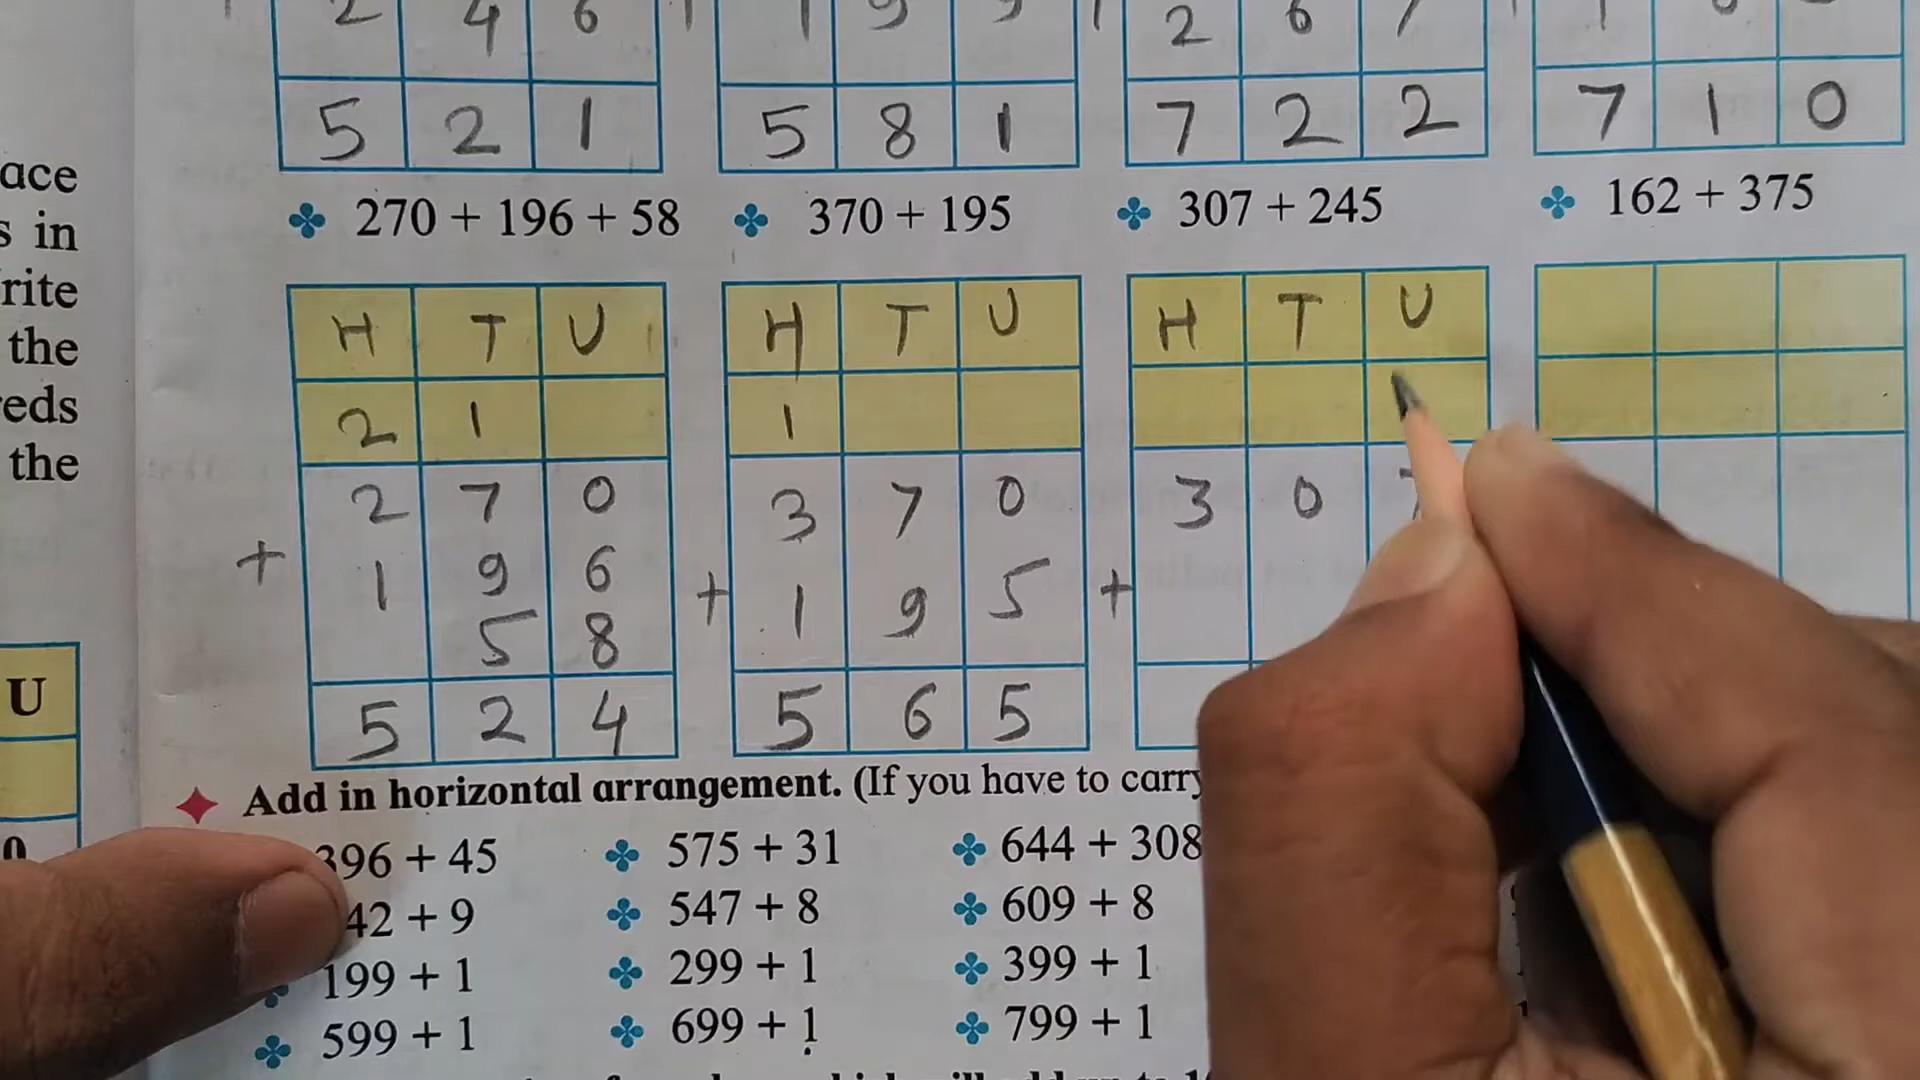 2 4 6
2 6 7
5 2 1 5 8 1 7 2 2 7 1 0
ace
s in
rite
the
eds
the
U
270 + 196 + 58 370 + 195 307 + 245 162 + 375
H T U H T U H T U
2 1 1
2 7 0 3 7 0 3 0 7
+ 1 9 6 + 1 9 5 +
5 8
5 2 4 5 6 5
Add in horizontal arrangement. (If you have to carry
396 + 45 575 + 31 644 + 308
42 + 9 547 + 8 609 + 8
199 + 1 299 + 1 399 + 1
599 + 1 699 + 1 799 + 1